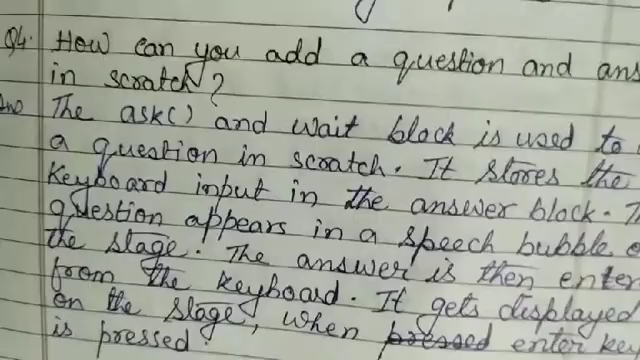 Q4. How can you add a question and ans
in scratch?
Ans The ask() and wait block is used to
a question in scratch. It stores the
keyboard input in the answer block. T
question appears in a speech bubble o
the stage. The answer is then enter
from the keyboard. It gets displayed
on the stage, when pressed enter key
is pressed.